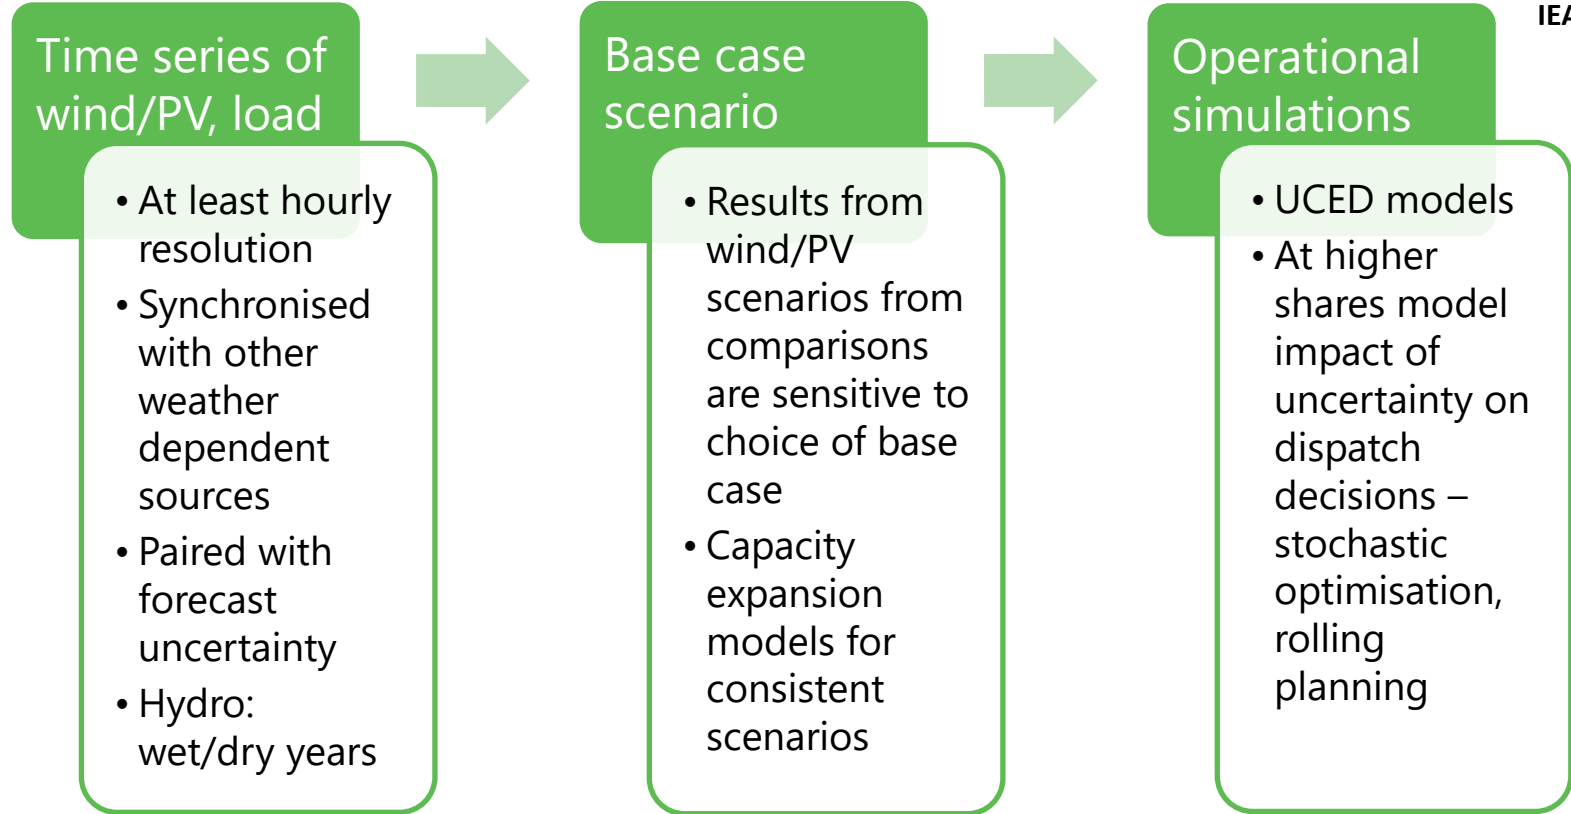 Time series of
wind/PV, load
• At least hourly
resolution
• Synchronised
with other
weather
dependent
sources
• Paired with
forecast
uncertainty
• Hydro:
wet/dry years
Base case
scenario
• Results from
wind/PV
scenarios from
comparisons
are sensitive to
choice of base
case
• Capacity
expansion
models for
consistent
scenarios
IEA
Operational
simulations
• UCED models
• At higher
shares model
impact of
uncertainty on
dispatch
decisions –
stochastic
optimisation,
rolling
planning